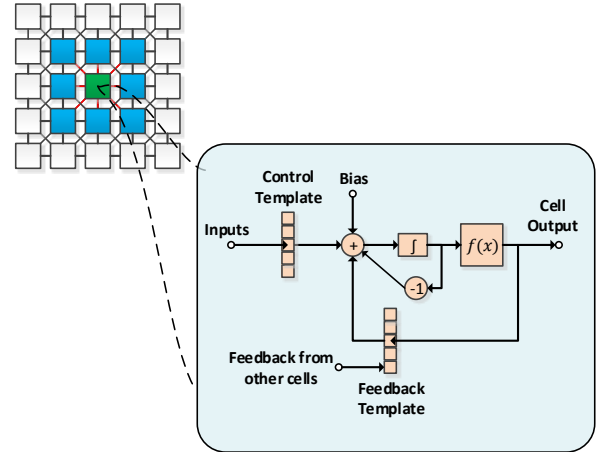 Control
Template
Bias
Cell
Output
Inputs
+
∫
f(x)
-1
Feedback from
other cells
Feedback
Template